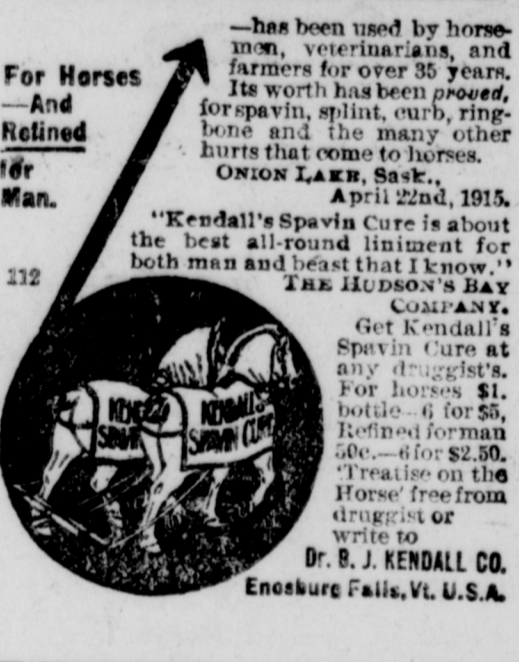 For Horses
—And
Refined
for
Man.
112
—has been used by horse-
men, veterinarians, and
farmers for over 35 years.
Its worth has been proved,
for spavin, splint, curb, ring-
bone and the many other
hurts that come to horses.
ONION LAKE, Sask.,
April 22nd, 1915.
"Kendall's Spavin Cure is about
the best all-round liniment for
both man and beast that I know."
THE HUDSON'S BAY
COMPANY.
Get Kendall's
Spavin Cure at
any druggist's.
For horses $1.
bottle—6 for $5,
Refined for man
50c.—6 for $2.50.
'Treatise on the
Horse' free from
druggist or
write to
Dr. B. J. KENDALL CO.
Enosburg Falls, Vt. U.S.A.
KENDALL'S
SPAVIN CURE
SPAVIN